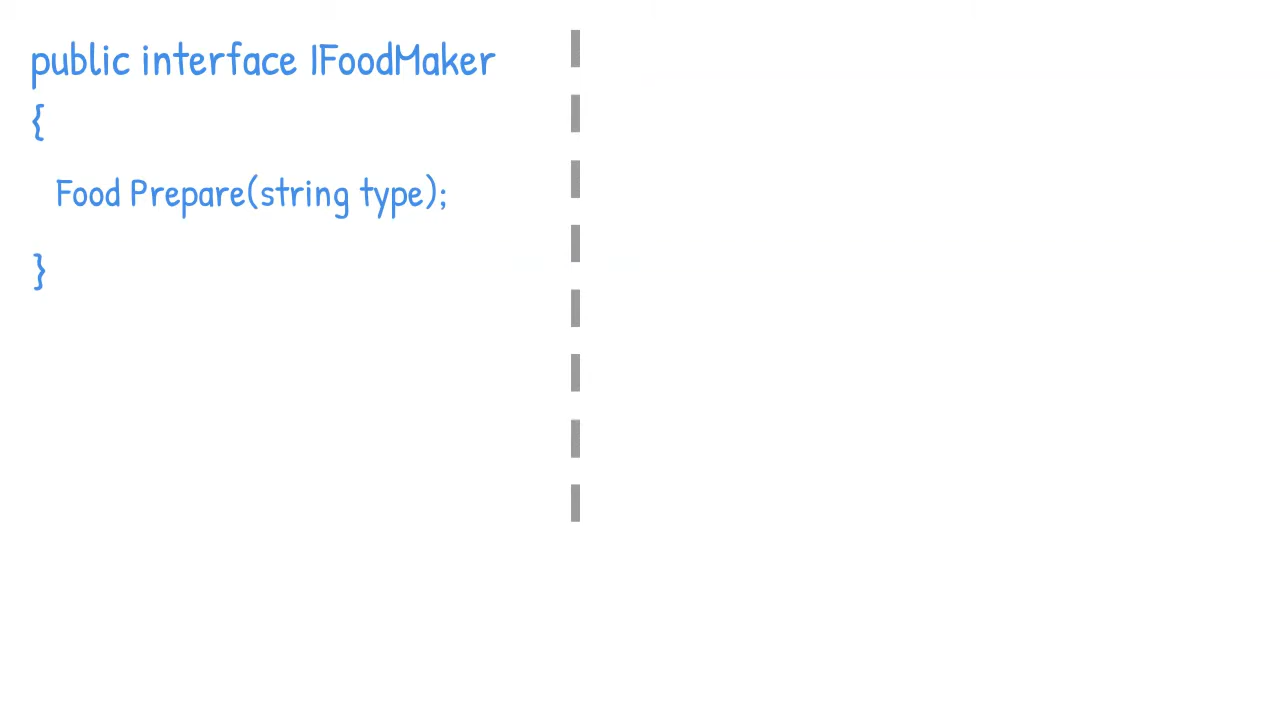 public interface IFoodMaker
{
Food Prepare(string type);
}